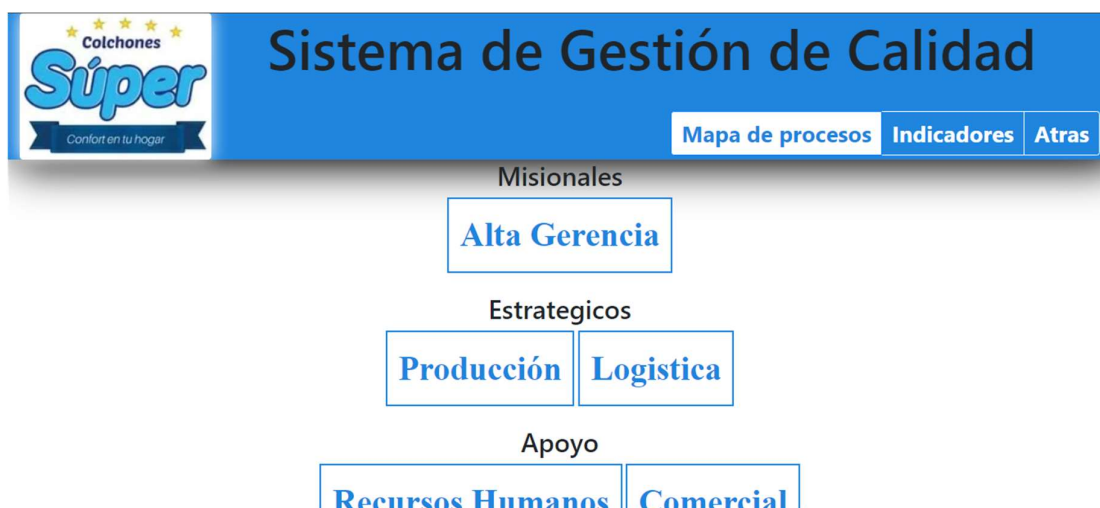 Colchones
Súper
Confort en tu hogar
Sistema de Gestión de Calidad
Mapa de procesos Indicadores Atras
Misionales
Alta Gerencia
Estrategicos
Producción Logistica
Apoyo
Recursos Humanos Comercial